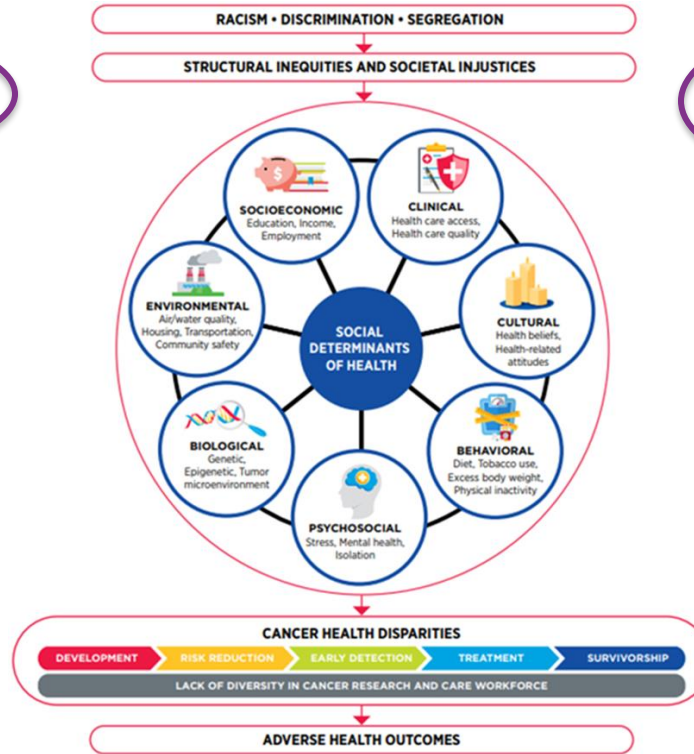 RACISM • DISCRIMINATION • SEGREGATION
STRUCTURAL INEQUITIES AND SOCIETAL INJUSTICES
SOCIOECONOMIC
Education, Income,
Employment
CLINICAL
Health care access,
Health care quality
ENVIRONMENTAL
Air/water quality,
Housing, Transportation,
Community safety
SOCIAL
DETERMINANTS
OF HEALTH
CULTURAL
Health beliefs,
Health-related
attitudes
BIOLOGICAL
Genetic,
Epigenetic, Tumor
microenvironment
BEHAVIORAL
Diet, Tobacco use,
Excess body weight,
Physical inactivity
PSYCHOSOCIAL
Stress, Mental health,
Isolation
CANCER HEALTH DISPARITIES
DEVELOPMENT
RISK REDUCTION
EARLY DETECTION
TREATMENT
SURVIVORSHIP
LACK OF DIVERSITY IN CANCER RESEARCH AND CARE WORKFORCE
ADVERSE HEALTH OUTCOMES